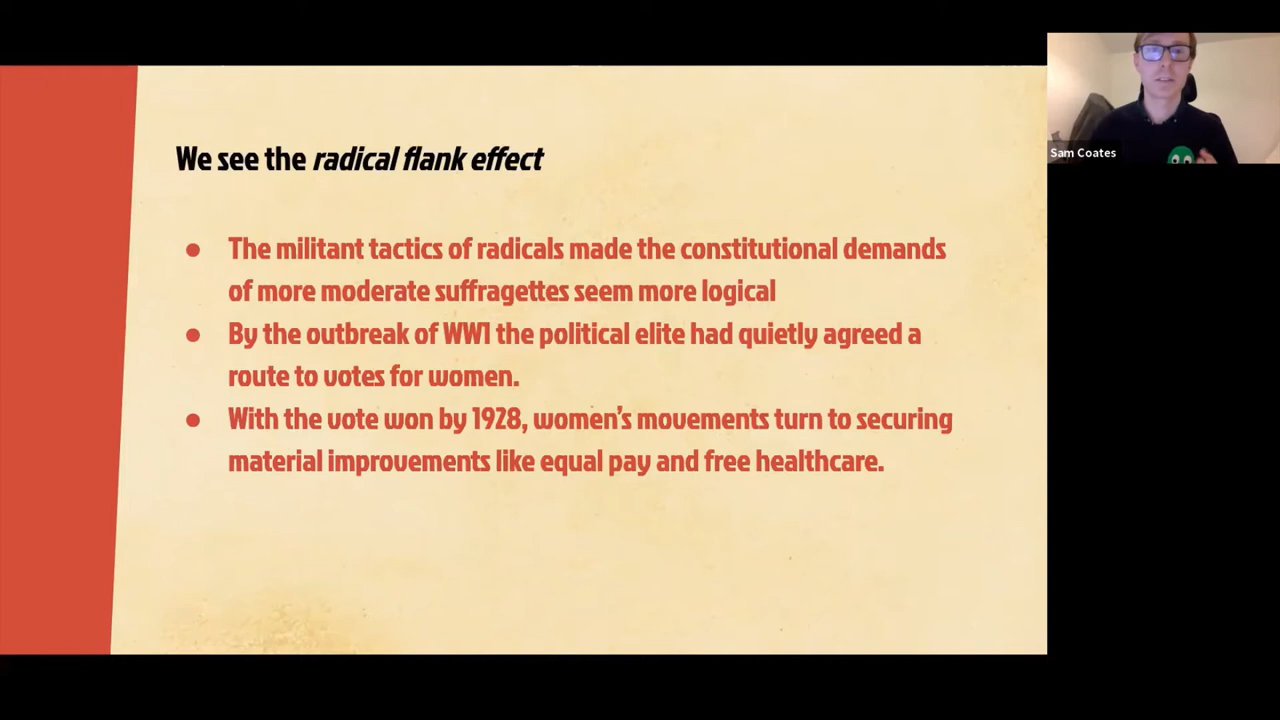 We see the radical flank effect
● The militant tactics of radicals made the constitutional demands
of more moderate suffragettes seem more logical
● By the outbreak of WW1 the political elite had quietly agreed a
route to votes for women.
● With the vote won by 1928, women's movements turn to securing
material improvements like equal pay and free healthcare.
Sam Coates